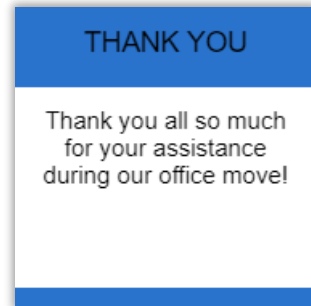 THANK YOU
Thank you all so much
for your assistance
during our office move!